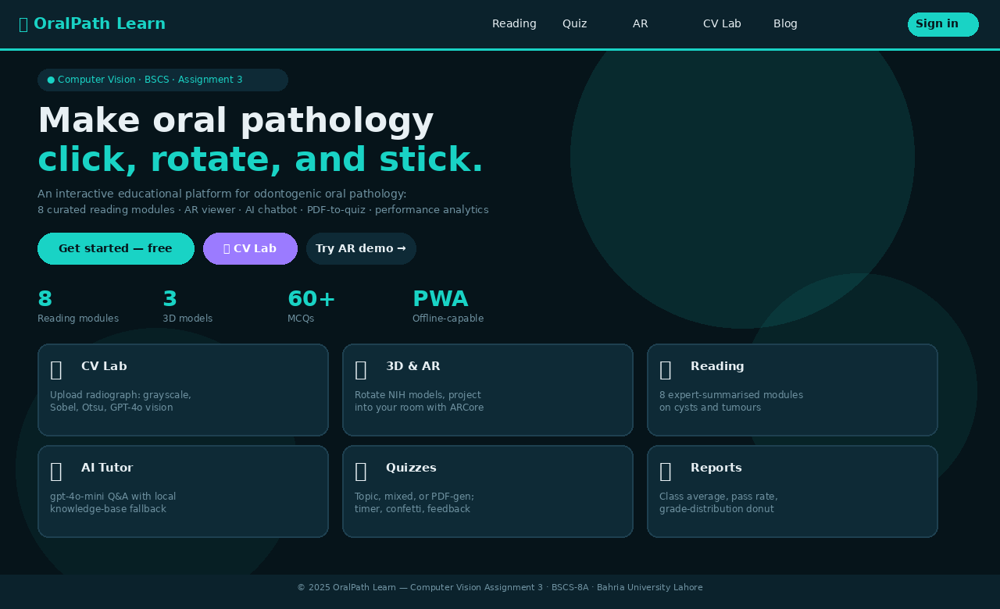 OralPath Learn
Reading Quiz AR CV Lab Blog Sign in
● Computer Vision · BSCS · Assignment 3
Make oral pathology
click, rotate, and stick.
An interactive educational platform for odontogenic oral pathology:
8 curated reading modules · AR viewer · AI chatbot · PDF-to-quiz · performance analytics
Get started — free
CV Lab
Try AR demo →
8
Reading modules
3
3D models
60+
MCQs
PWA
Offline-capable
CV Lab
Upload radiograph: grayscale,
Sobel, Otsu, GPT-4o vision
3D & AR
Rotate NIH models, project
into your room with ARCore
Reading
8 expert-summarised modules
on cysts and tumours
AI Tutor
gpt-4o-mini Q&A with local
knowledge-base fallback
Quizzes
Topic, mixed, or PDF-gen;
timer, confetti, feedback
Reports
Class average, pass rate,
grade-distribution donut
© 2025 OralPath Learn — Computer Vision Assignment 3 · BSCS-8A · Bahria University Lahore